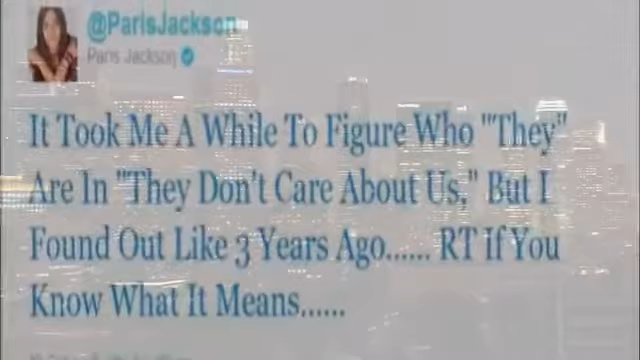 @ParisJackson
Paris Jackson
It Took Me A While To Figure Who "They"
Are In "They Don't Care About Us," But I
Found Out Like 3 Years Ago...... RT If You
Know What It Means......